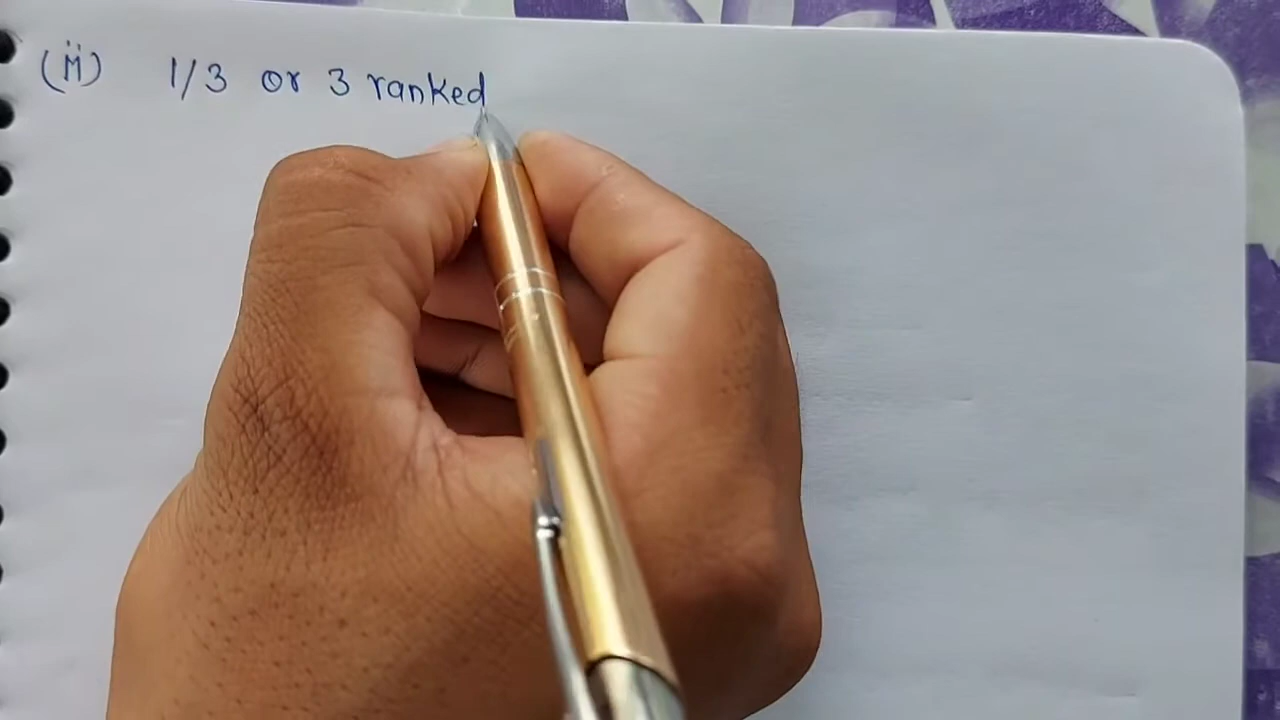 (ii) 1/3 or 3 ranked